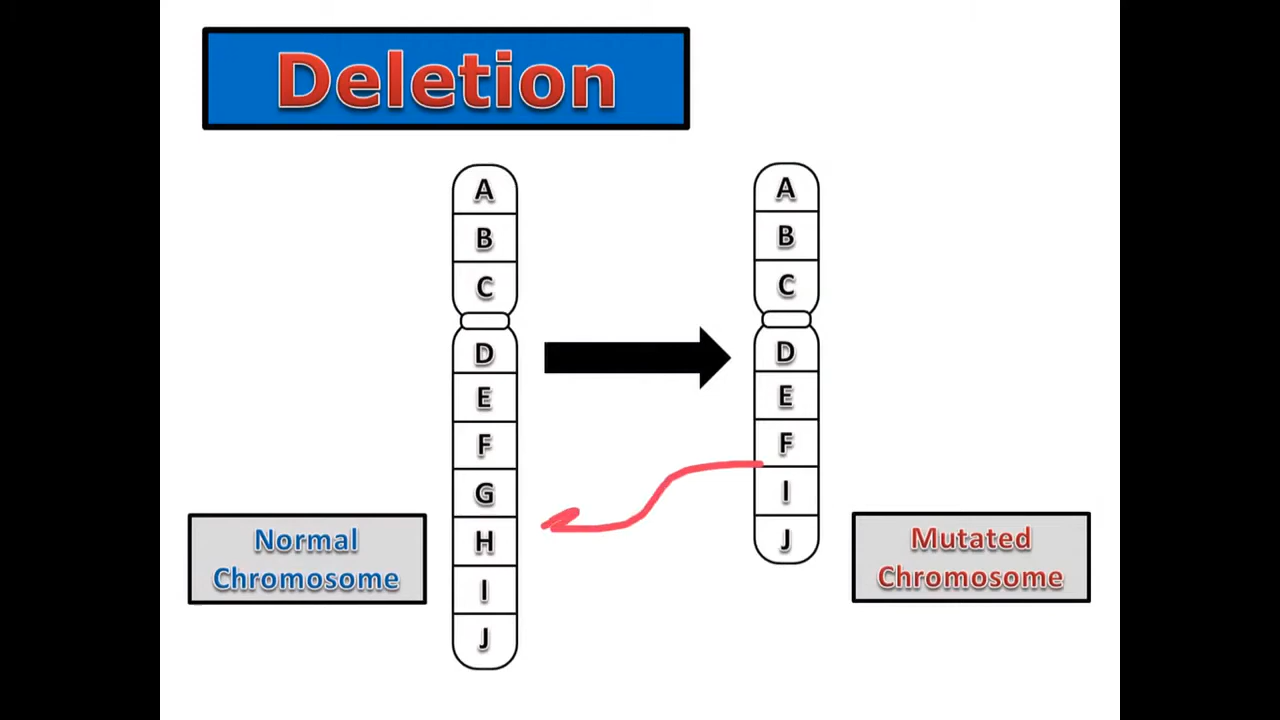 Deletion
A
B
C
D
E
F
G
H
I
J
A
B
C
D
E
F
I
J
Normal
Chromosome
Mutated
Chromosome